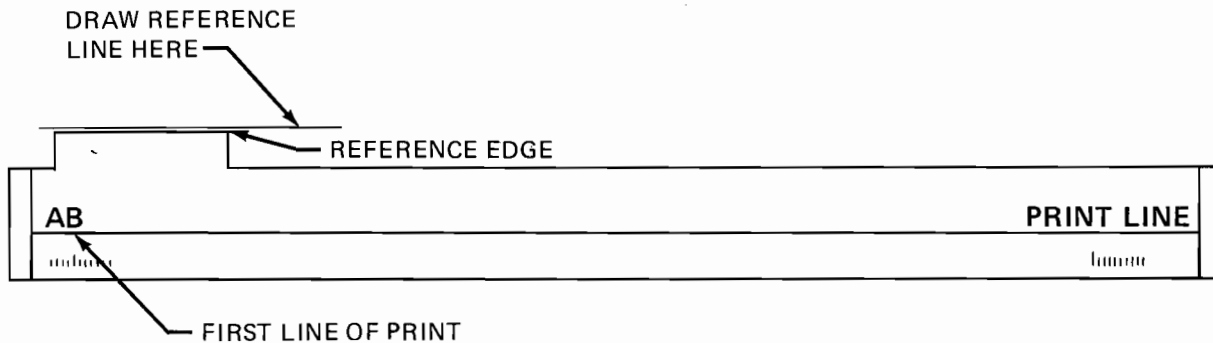 DRAW REFERENCE
LINE HERE
REFERENCE EDGE
AB
PRINT LINE
FIRST LINE OF PRINT